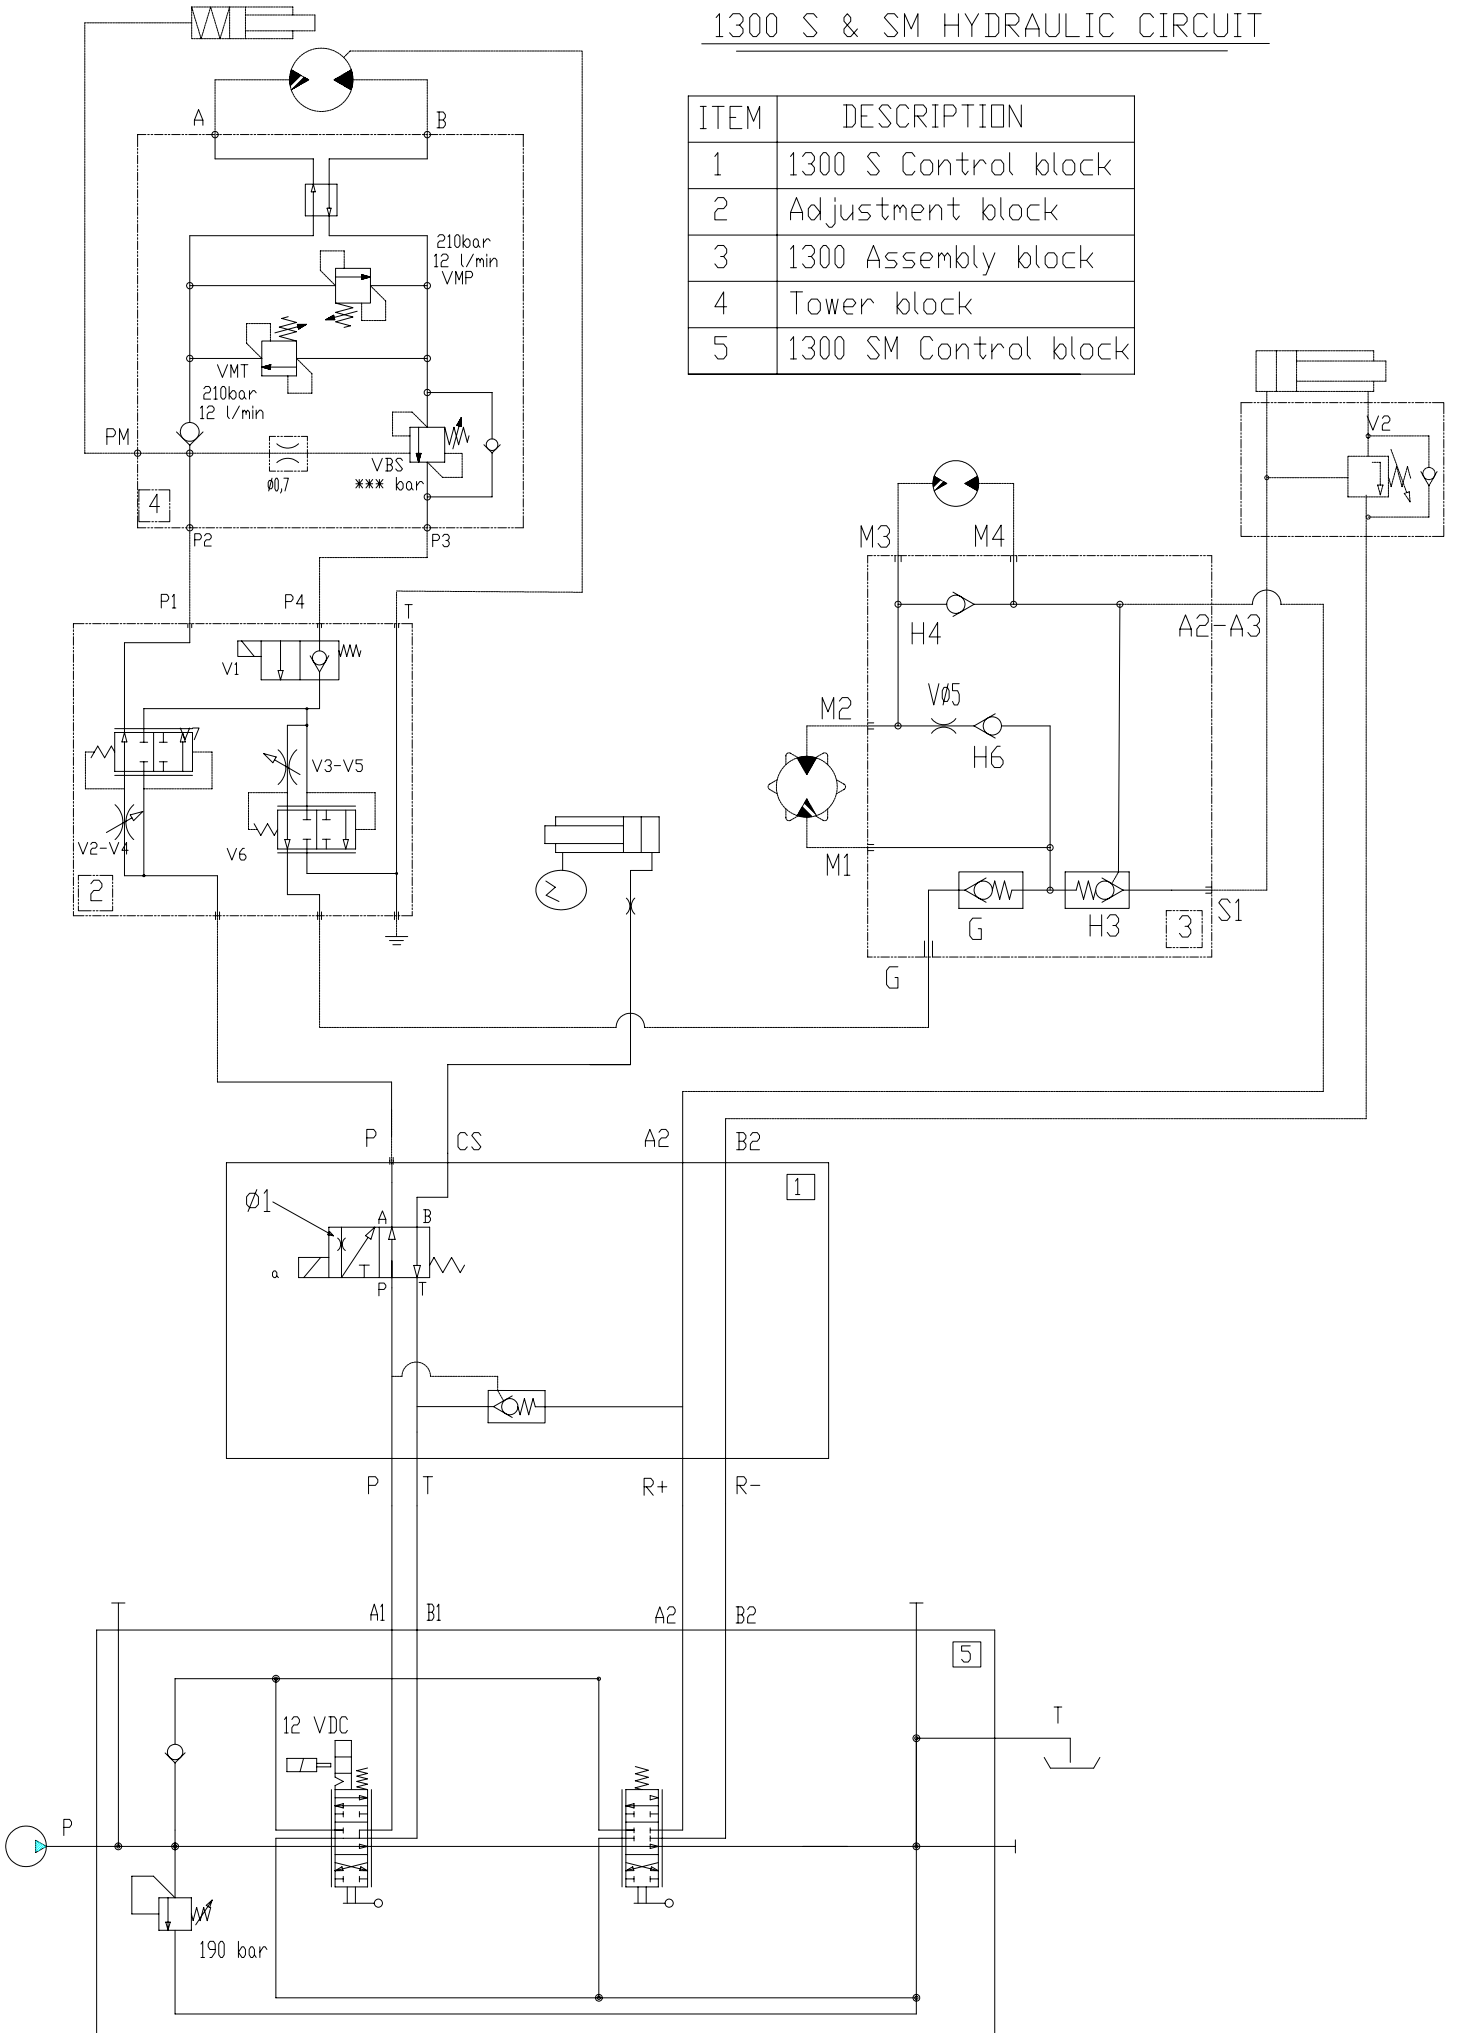 1300 S & SM HYDRAULIC CIRCUIT
ITEM DESCRIPTION
1 1300 S Control block
2 Adjustment block
3 1300 Assembly block
4 Tower block
5 1300 SM Control block
A
B
210bar
12 l/min
VMP
VMT
210bar
12 l/min
PM
Ø0,7
VBS
*** bar
4
P2
P3
V2
M3
M4
H4
A2-A3
P1
P4
T
V1
V7
V3-V5
V2-V4
V6
2
M2
VØ5
H6
M1
G
H3
3
S1
G
P
CS
A2
B2
1
Ø1
A
B
a
P
T
P
T
R+
R-
A1
B1
A2
B2
5
12 VDC
T
P
190 bar